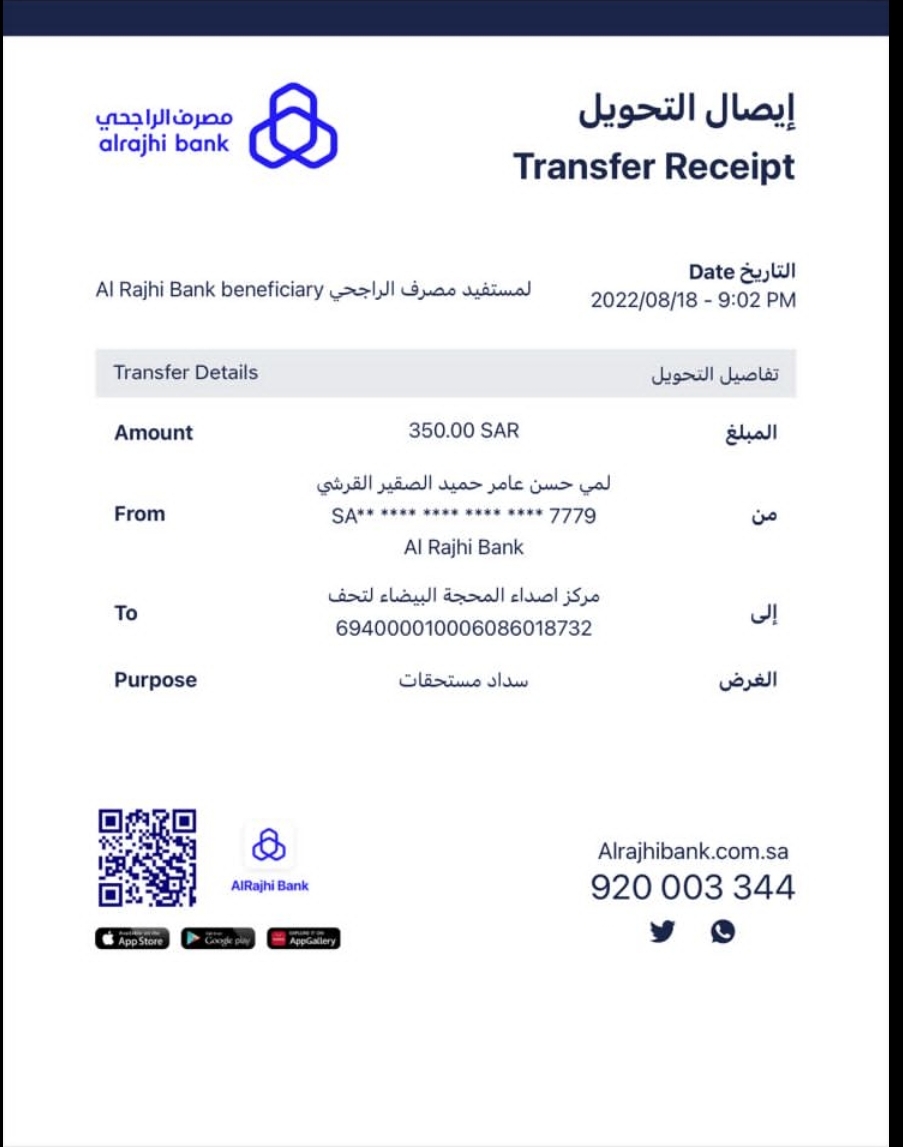 مصرف الراجحي
alrajhi bank
إيصال التحويل
Transfer Receipt
التاريخ Date
2022/08/18 - 9:02 PM
لمستفيد مصرف الراجحي Al Rajhi Bank beneficiary
Transfer Details تفاصيل التحويل
Amount 350.00 SAR المبلغ
لمي حسن عامر حميد الصقير القرشي
From SA** **** **** **** **** 7779 من
Al Rajhi Bank
مركز اصداء المحجة البيضاء لتحف
To إلى
694000010006086018732
Purpose سداد مستحقات الغرض
AlRajhi Bank
Alrajhibank.com.sa
920 003 344
App Store
Google play
AppGallery